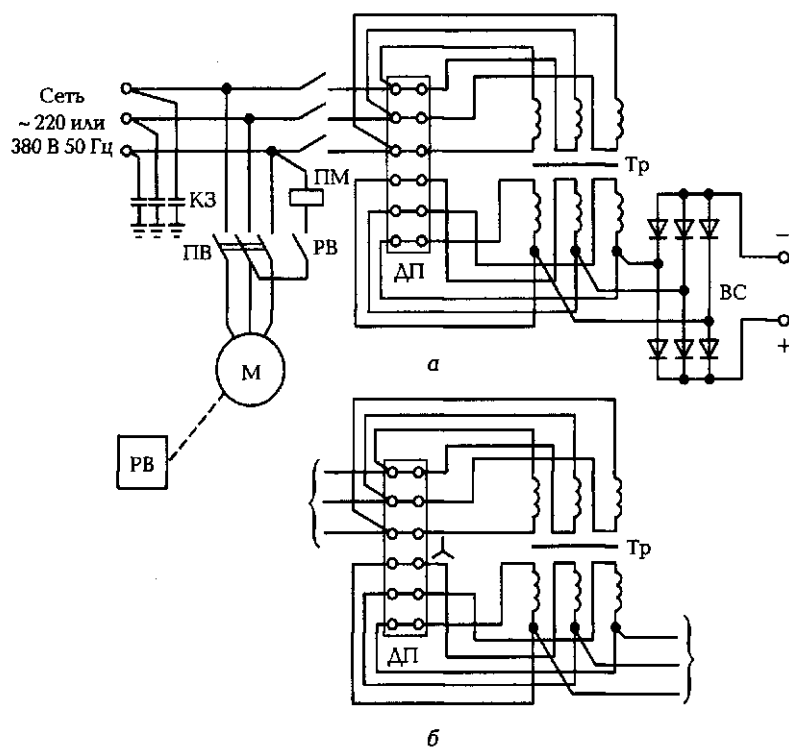 Сеть
~ 220 или
380 В 50 Гц
КЗ
ПВ
ПМ
РВ
ДП
Тр
ВС
−
+
М
РВ
а
Тр
ДП
б